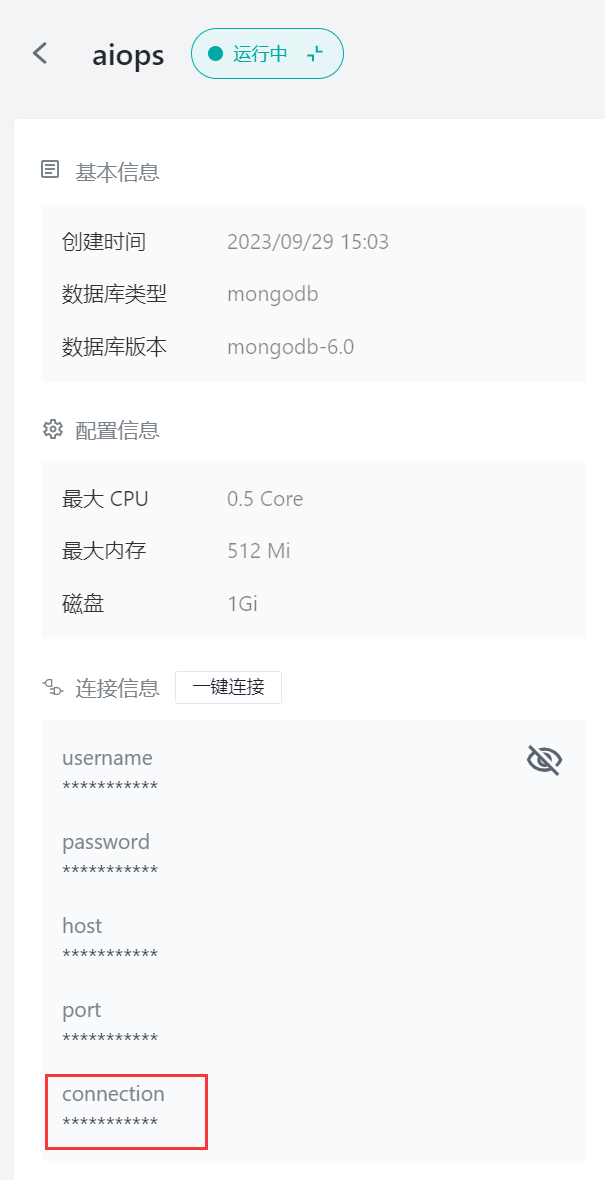 aiops 运行中
基本信息
创建时间 2023/09/29 15:03
数据库类型 mongodb
数据库版本 mongodb-6.0
配置信息
最大 CPU 0.5 Core
最大内存 512 Mi
磁盘 1Gi
连接信息 一键连接
username
***********
password
***********
host
***********
port
***********
connection
***********